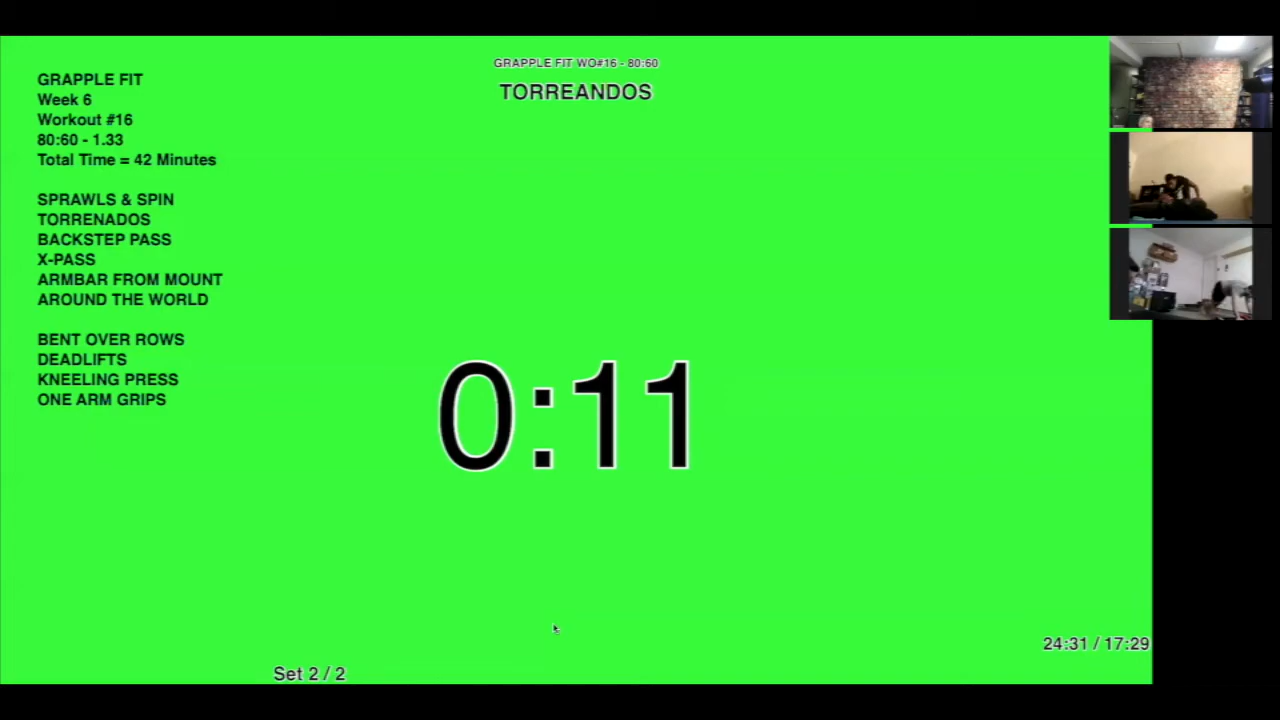 GRAPPLE FIT WO#16 - 80:60
TORREANDOS
GRAPPLE FIT
Week 6
Workout #16
80:60 - 1.33
Total Time = 42 Minutes
SPRAWLS & SPIN
TORRENADOS
BACKSTEP PASS
X-PASS
ARMBAR FROM MOUNT
AROUND THE WORLD
BENT OVER ROWS
DEADLIFTS
KNEELING PRESS
ONE ARM GRIPS
0:11
24:31 / 17:29
Set 2 / 2